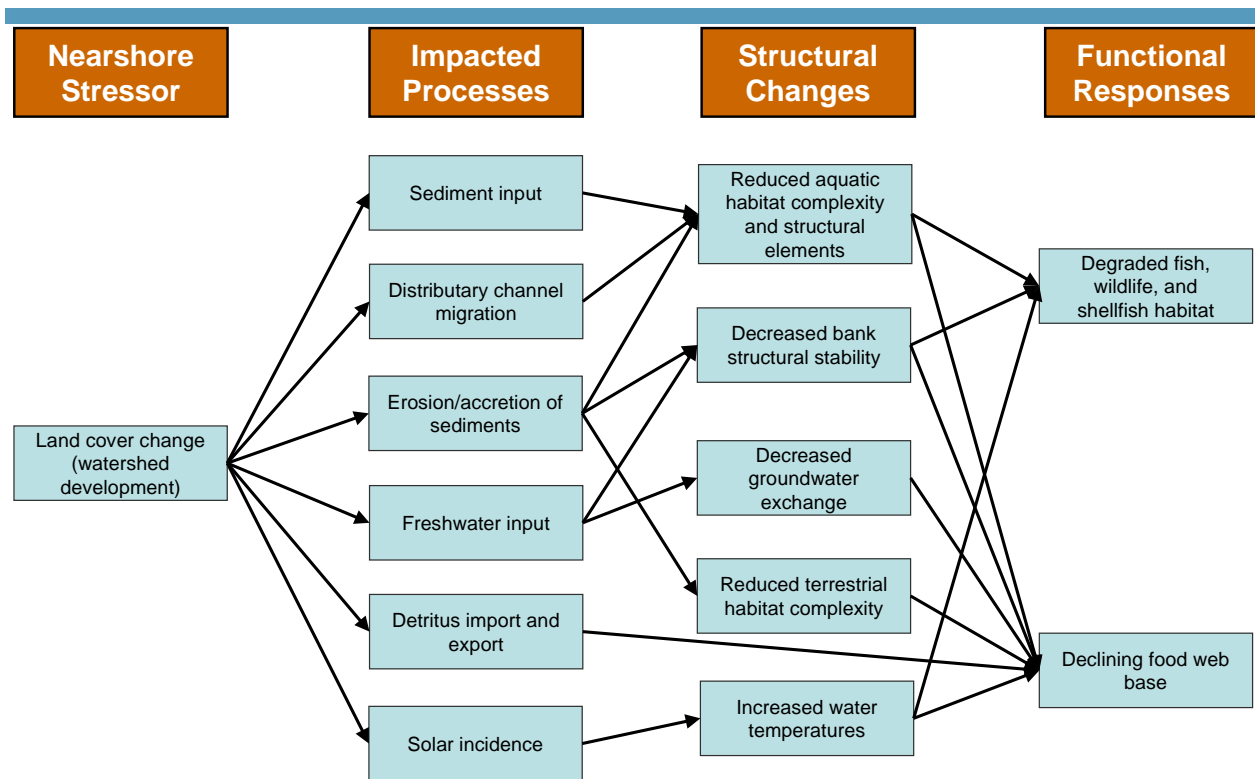 Nearshore
Stressor
Impacted
Processes
Structural
Changes
Functional
Responses
Land cover change
(watershed
development)
Sediment input
Distributary channel
migration
Erosion/accretion of
sediments
Freshwater input
Detritus import and
export
Solar incidence
Reduced aquatic
habitat complexity
and structural
elements
Decreased bank
structural stability
Decreased
groundwater
exchange
Reduced terrestrial
habitat complexity
Increased water
temperatures
Degraded fish,
wildlife, and
shellfish habitat
Declining food web
base